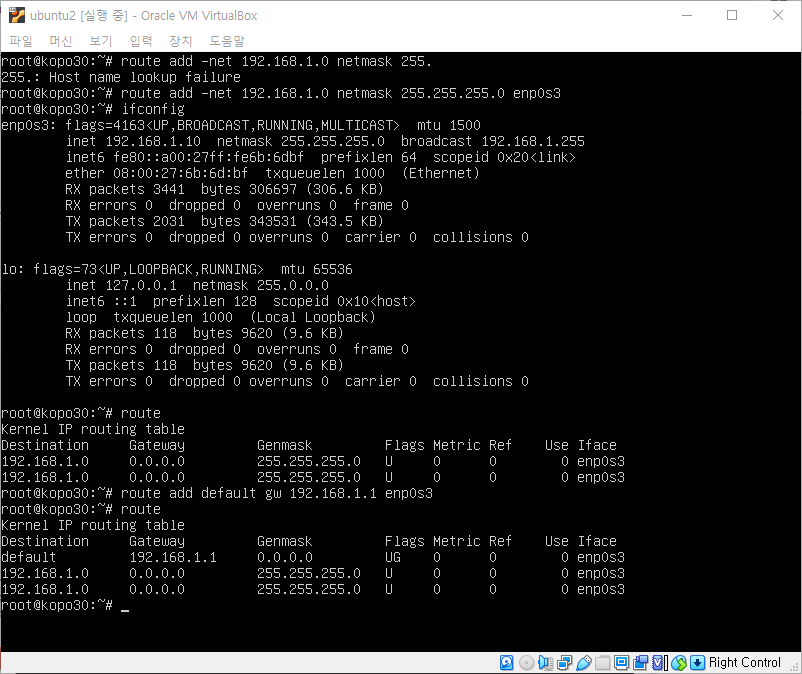 ubuntu2 [실행 중] - Oracle VM VirtualBox
파일 머신 보기 입력 장치 도움말
root@kopo30:~# route add -net 192.168.1.0 netmask 255.
255.: Host name lookup failure
root@kopo30:~# route add -net 192.168.1.0 netmask 255.255.255.0 enp0s3
root@kopo30:~# ifconfig
enp0s3: flags=4163<UP,BROADCAST,RUNNING,MULTICAST>  mtu 1500
        inet 192.168.1.10  netmask 255.255.255.0  broadcast 192.168.1.255
        inet6 fe80::a00:27ff:fe6b:6dbf  prefixlen 64  scopeid 0x20<link>
        ether 08:00:27:6b:6d:bf  txqueuelen 1000  (Ethernet)
        RX packets 3441  bytes 306697 (306.6 KB)
        RX errors 0  dropped 0  overruns 0  frame 0
        TX packets 2031  bytes 343531 (343.5 KB)
        TX errors 0  dropped 0 overruns 0  carrier 0  collisions 0
lo: flags=73<UP,LOOPBACK,RUNNING>  mtu 65536
        inet 127.0.0.1  netmask 255.0.0.0
        inet6 ::1  prefixlen 128  scopeid 0x10<host>
        loop  txqueuelen 1000  (Local Loopback)
        RX packets 118  bytes 9620 (9.6 KB)
        RX errors 0  dropped 0  overruns 0  frame 0
        TX packets 118  bytes 9620 (9.6 KB)
        TX errors 0  dropped 0 overruns 0  carrier 0  collisions 0
root@kopo30:~# route
Kernel IP routing table
Destination     Gateway         Genmask         Flags Metric Ref    Use Iface
192.168.1.0     0.0.0.0         255.255.255.0   U     0      0        0 enp0s3
192.168.1.0     0.0.0.0         255.255.255.0   U     0      0        0 enp0s3
root@kopo30:~# route add default gw 192.168.1.1 enp0s3
root@kopo30:~# route
Kernel IP routing table
Destination     Gateway         Genmask         Flags Metric Ref    Use Iface
default         192.168.1.1     0.0.0.0         UG    0      0        0 enp0s3
192.168.1.0     0.0.0.0         255.255.255.0   U     0      0        0 enp0s3
192.168.1.0     0.0.0.0         255.255.255.0   U     0      0        0 enp0s3
root@kopo30:~# _
Right Control